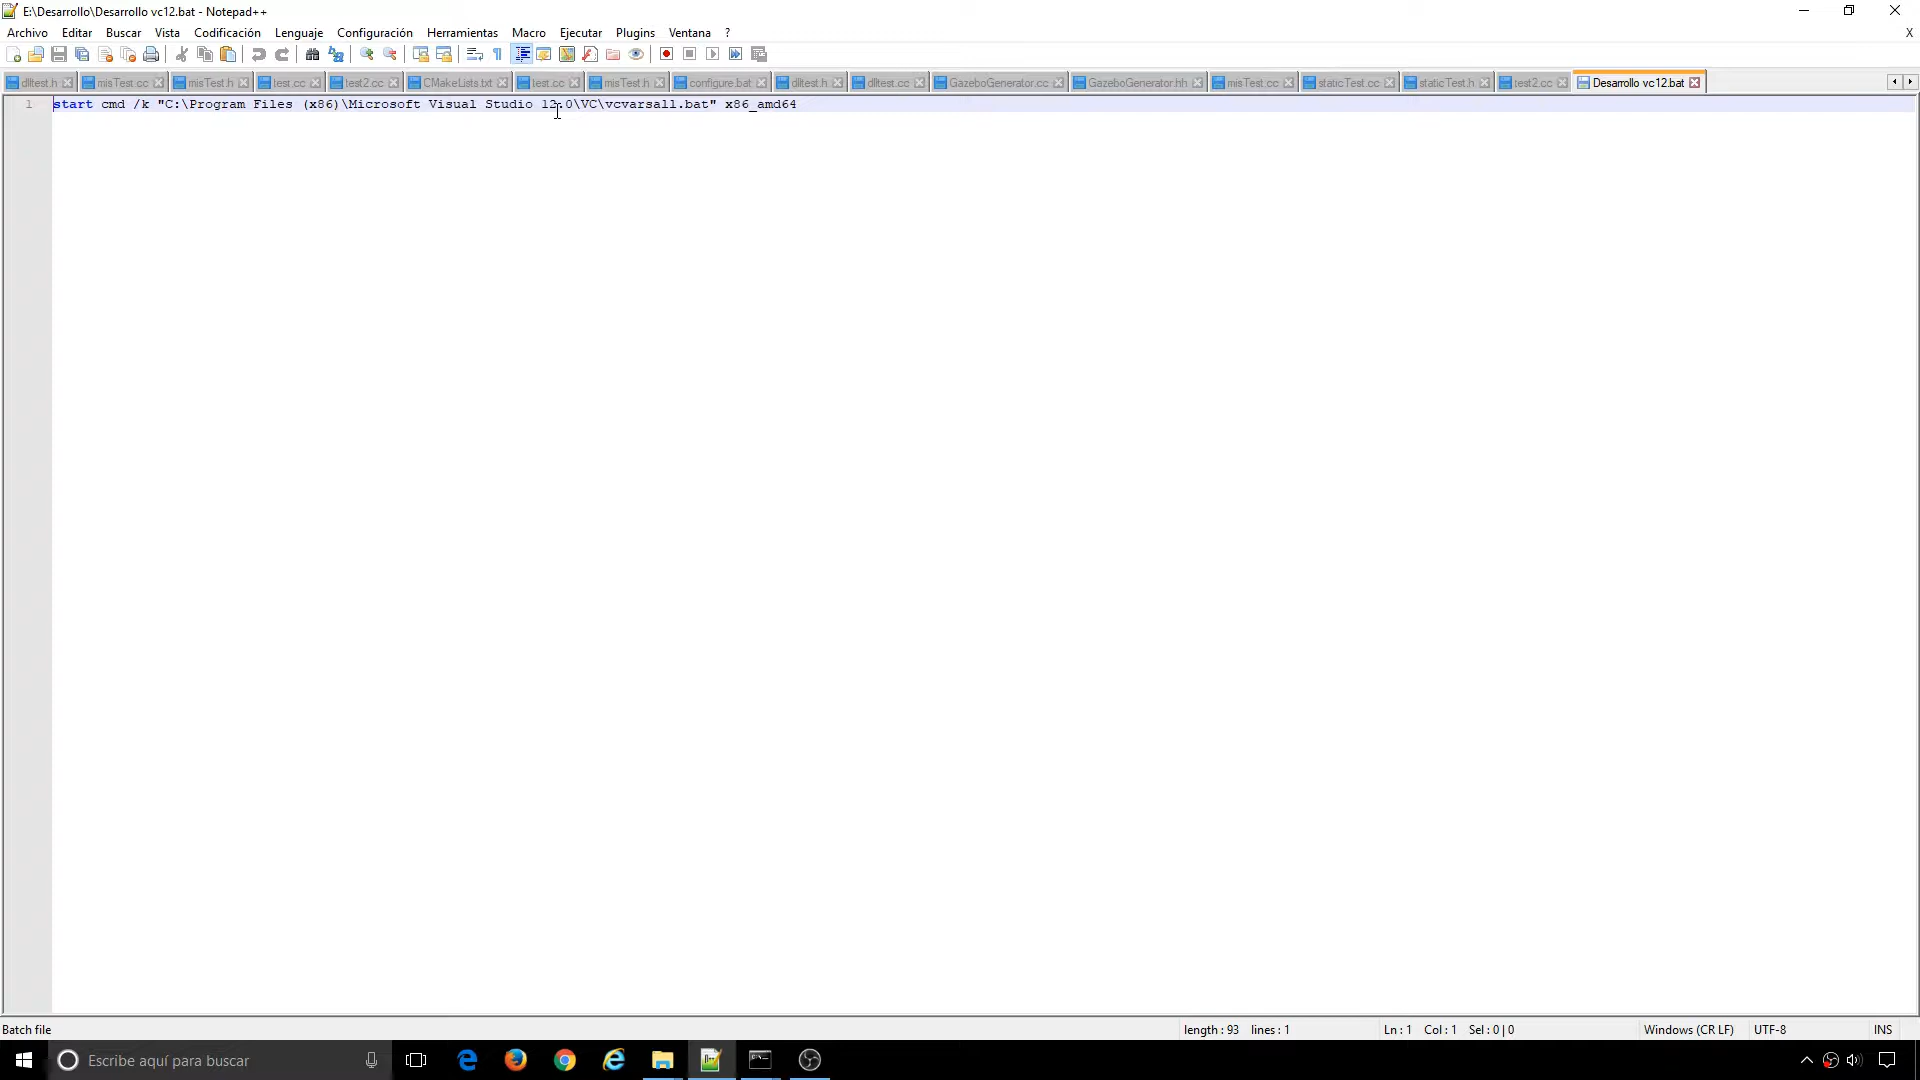 E:\Desarrollo\Desarrollo vc12.bat - Notepad++
Archivo Editar Buscar Vista Codificación Lenguaje Configuración Herramientas Macro Ejecutar Plugins Ventana ? X
dlltest.h misTest.cc misTest.h test.cc test2.cc CMakeLists.txt test.cc misTest.h configure.bat dlltest.h dlltest.cc GazeboGenerator.cc GazeboGenerator.hh misTest.cc staticTest.cc staticTest.h test2.cc Desarrollo vc12.bat
1 start cmd /k "C:\Program Files (x86)\Microsoft Visual Studio 12.0\VC\vcvarsall.bat" x86_amd64
Batch file length : 93 lines : 1 Ln : 1 Col : 1 Sel : 0 | 0 Windows (CR LF) UTF-8 INS
Escribe aquí para buscar